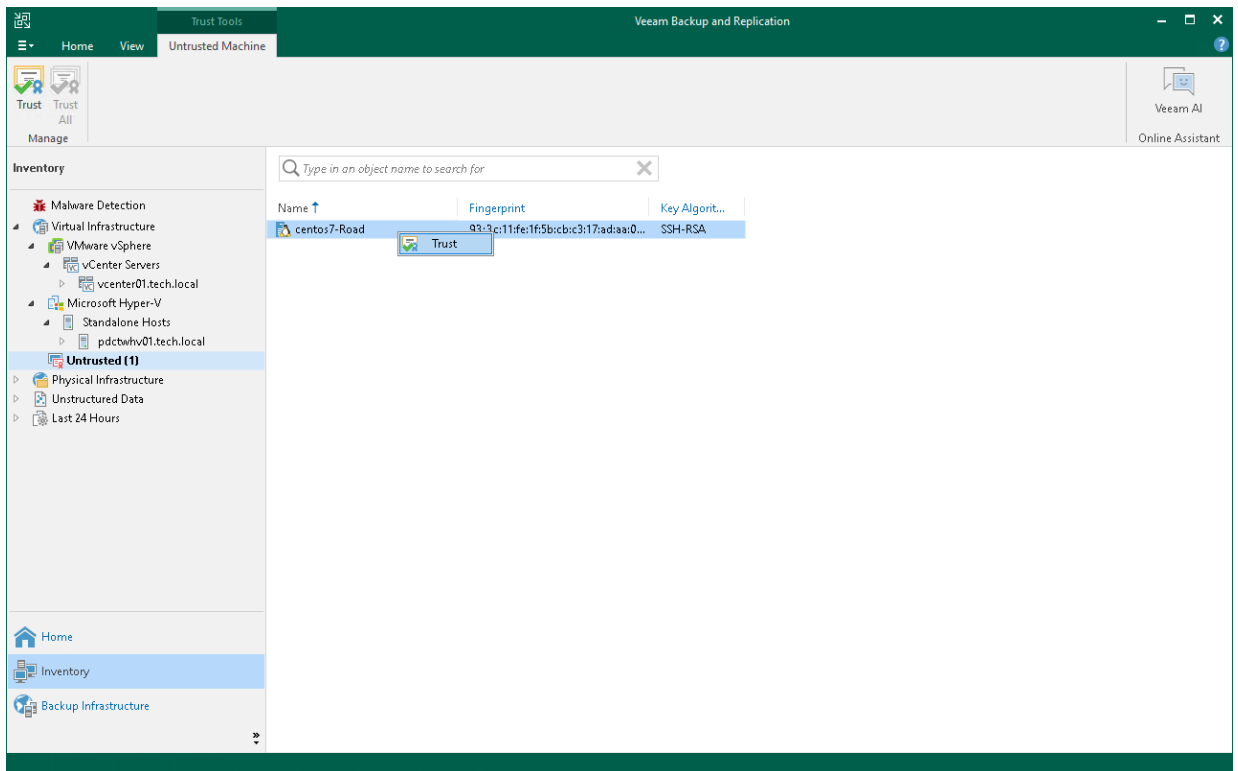 Trust Tools
Veeam Backup and Replication
Home View Untrusted Machine
Trust
Trust All
Manage
Veeam AI
Online Assistant
Inventory
Malware Detection
Virtual Infrastructure
VMware vSphere
vCenter Servers
vcenter01.tech.local
Microsoft Hyper-V
Standalone Hosts
pdctwhv01.tech.local
Untrusted (1)
Physical Infrastructure
Unstructured Data
Last 24 Hours
Home
Inventory
Backup Infrastructure
Type in an object name to search for
Name Fingerprint Key Algorit...
centos7-Road 93:3c:11:fe:1f:5b:cb:c3:17:ad:aa:0... SSH-RSA
Trust